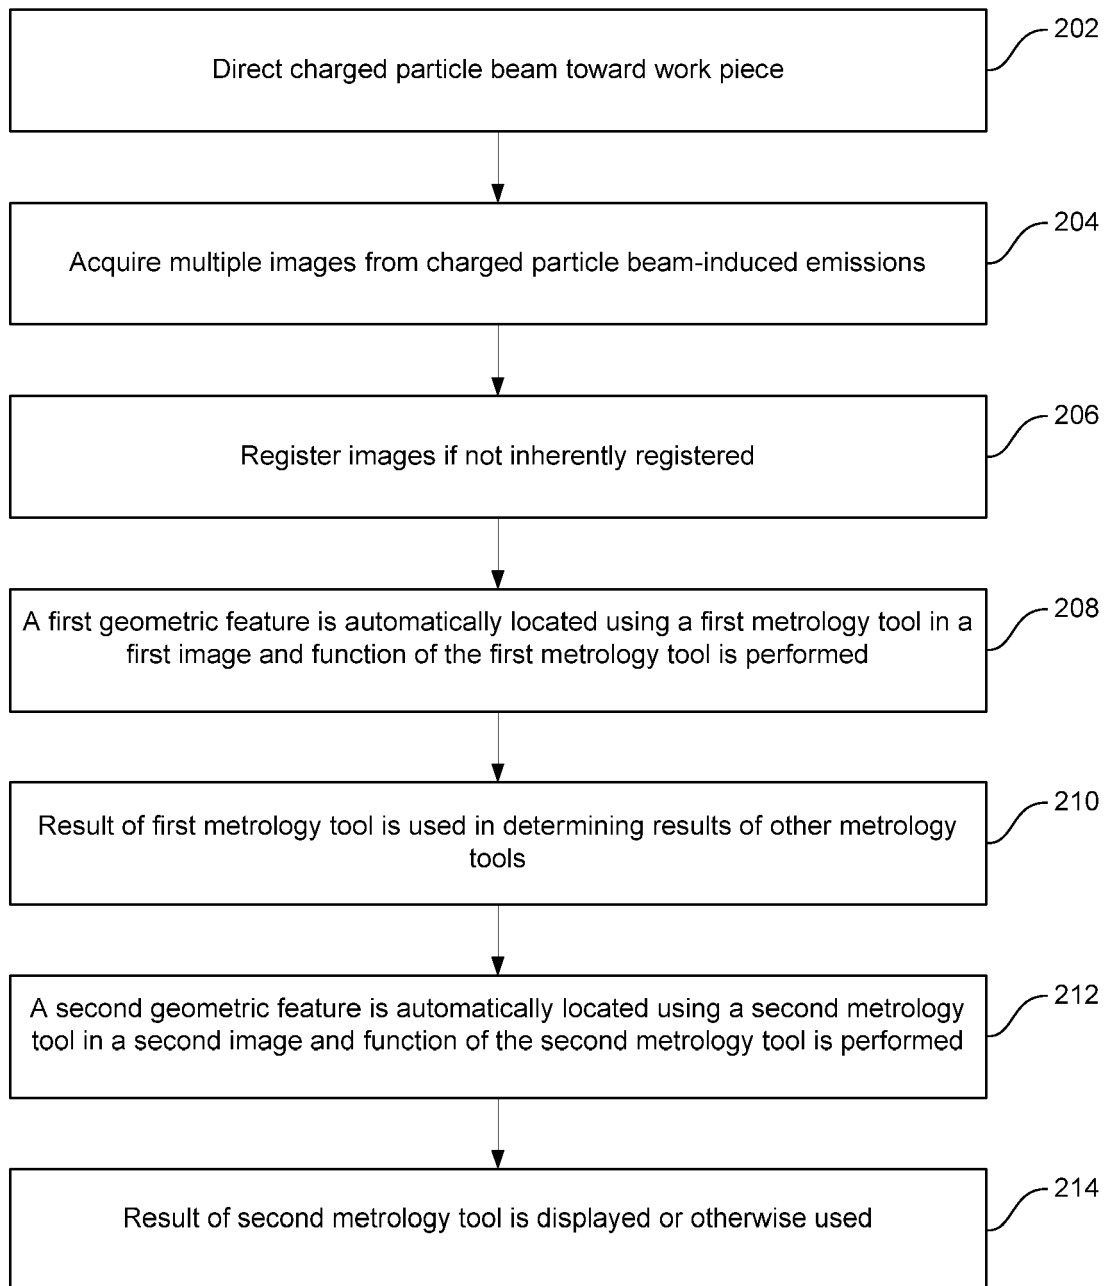 202
Direct charged particle beam toward work piece
204
Acquire multiple images from charged particle beam-induced emissions
206
Register images if not inherently registered
208
A first geometric feature is automatically located using a first metrology tool in a
first image and function of the first metrology tool is performed
210
Result of first metrology tool is used in determining results of other metrology
tools
212
A second geometric feature is automatically located using a second metrology
tool in a second image and function of the second metrology tool is performed
214
Result of second metrology tool is displayed or otherwise used